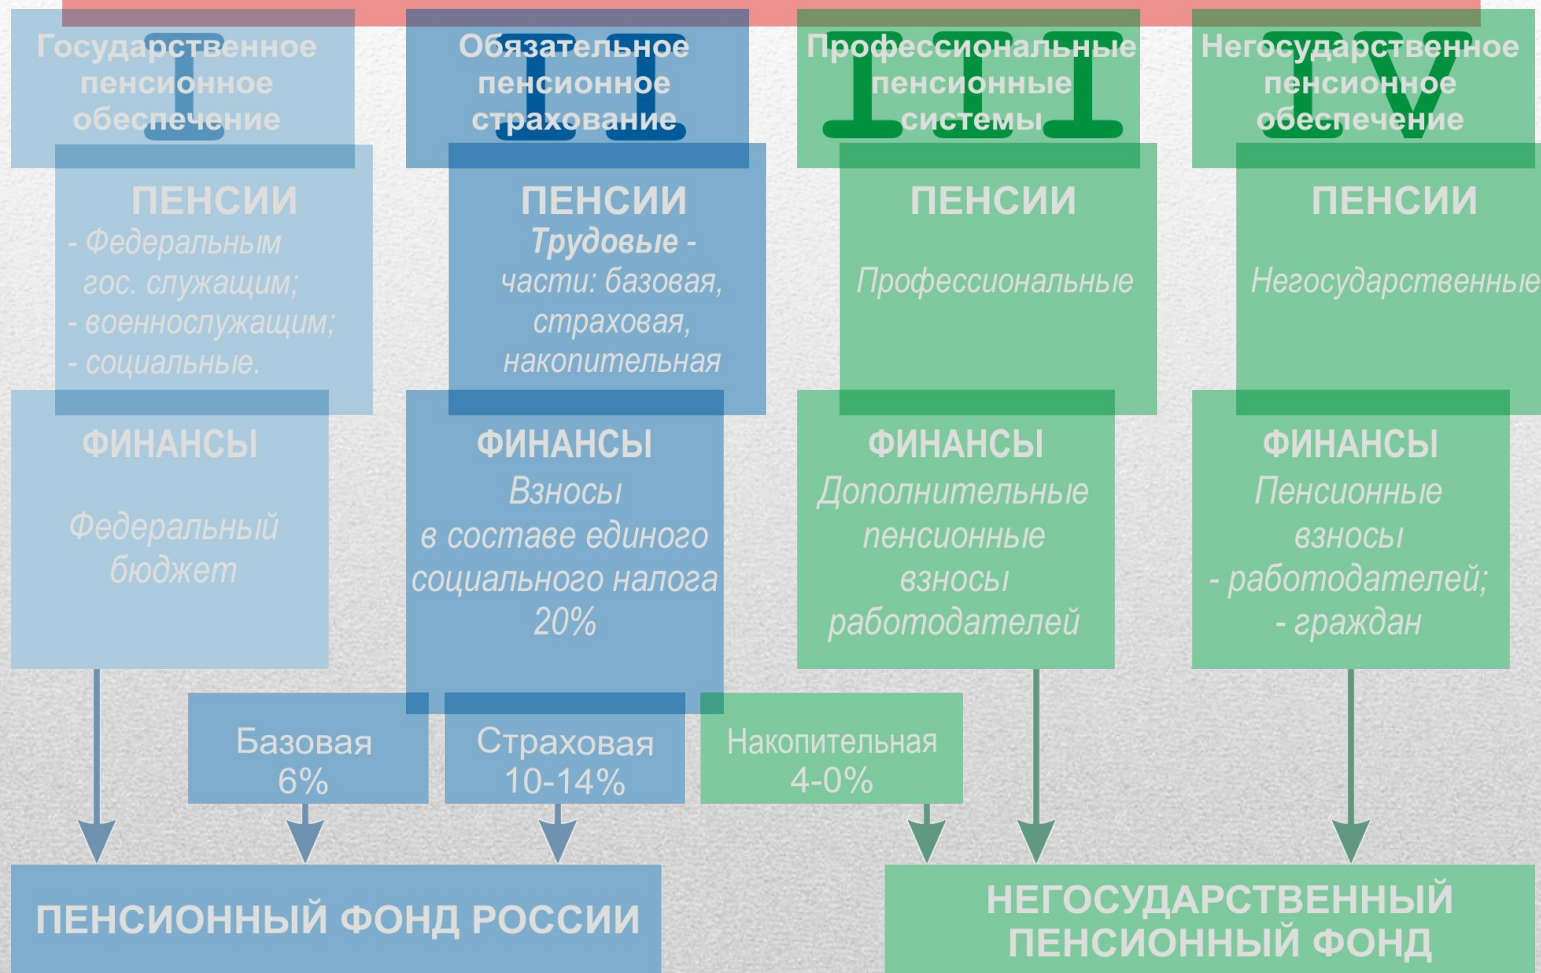 I
Государственное
пенсионное
обеспечение
ПЕНСИИ
- Федеральным
гос. служащим;
- военнослужащим;
- социальные.
ФИНАНСЫ
Федеральный
бюджет
II
Обязательное
пенсионное
страхование
ПЕНСИИ
Трудовые -
части: базовая,
страховая,
накопительная
ФИНАНСЫ
Взносы
в составе единого
социального налога
20%
III
Профессиональные
пенсионные
системы
ПЕНСИИ
Профессиональные
ФИНАНСЫ
Дополнительные
пенсионные
взносы
работодателей
IV
Негосударственное
пенсионное
обеспечение
ПЕНСИИ
Негосударственные
ФИНАНСЫ
Пенсионные
взносы
- работодателей;
- граждан
Базовая
6%
Страховая
10-14%
Накопительная
4-0%
ПЕНСИОННЫЙ ФОНД РОССИИ
НЕГОСУДАРСТВЕННЫЙ
ПЕНСИОННЫЙ ФОНД